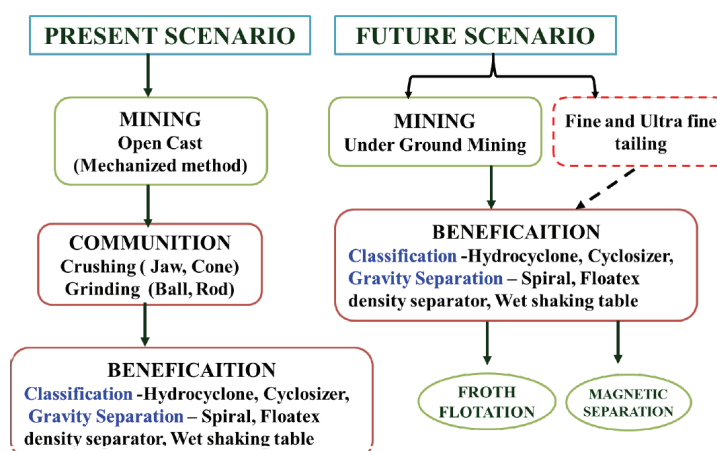 PRESENT SCENARIO
MINING
Open Cast
(Mechanized method)
COMMUNITION
Crushing ( Jaw, Cone)
Grinding (Ball, Rod)
BENEFICAITION
Classification -Hydrocyclone, Cyclosizer,
Gravity Separation – Spiral, Floatex
density separator, Wet shaking table
FUTURE SCENARIO
MINING
Under Ground Mining
Fine and Ultra fine
tailing
BENEFICAITION
Classification -Hydrocyclone, Cyclosizer,
Gravity Separation – Spiral, Floatex
density separator, Wet shaking table
FROTH
FLOTATION
MAGNETIC
SEPARATION